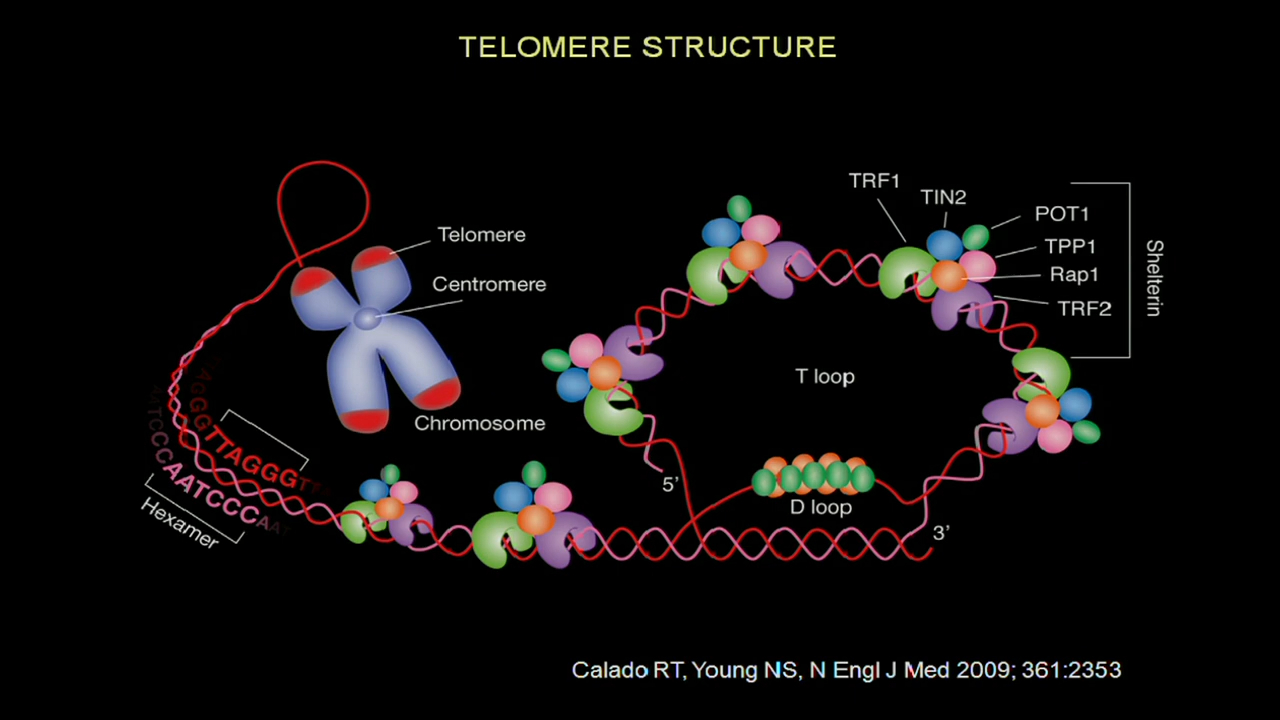 TELOMERE STRUCTURE
Telomere
Centromere
Chromosome
TTAGGG
AATCCC
Hexamer
TRF1
TIN2
POT1
TPP1
Rap1
TRF2
Shelterin
T loop
5’
D loop
3’
Calado RT, Young NS, N Engl J Med 2009; 361:2353